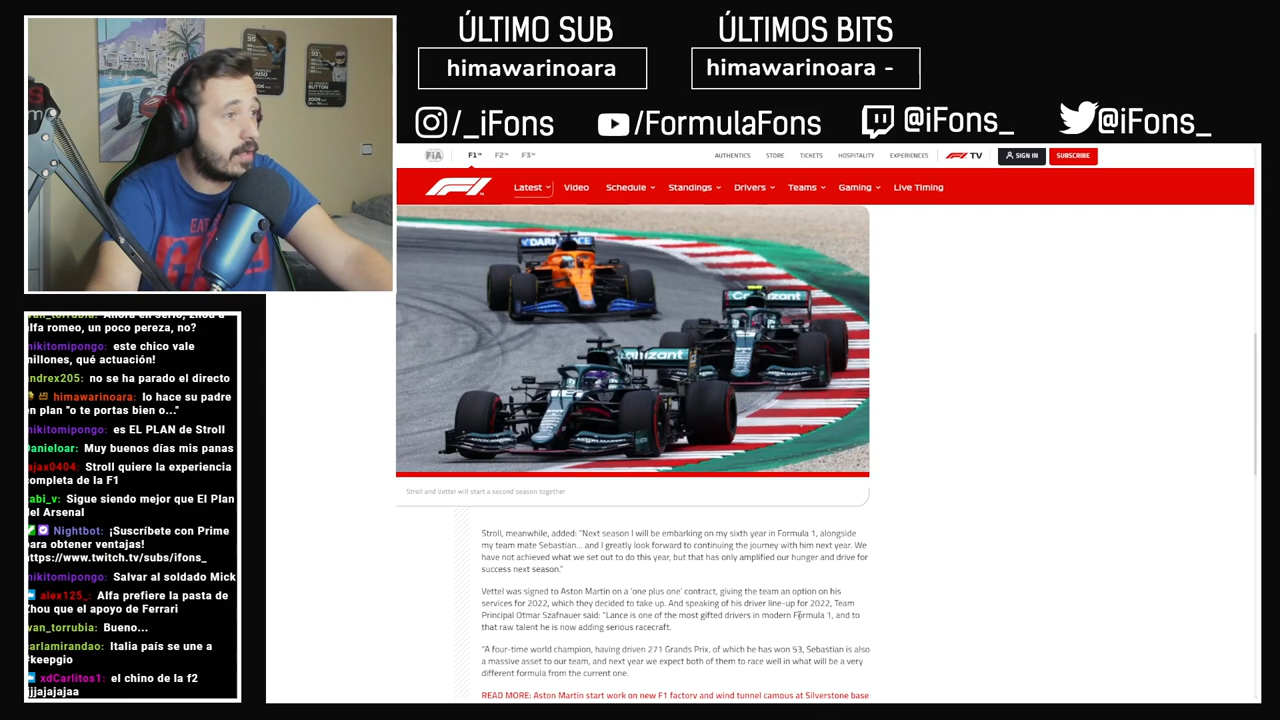 ÚLTIMO SUB
himawarinoara
ÚLTIMOS BITS
himawarinoara -
/_iFons
/FormulaFons
@iFons_
@iFons_
FIA
F1
F2
F3
AUTHENTICS
STORE
TICKETS
HOSPITALITY
EXPERIENCES
F1 TV
SIGN IN
SUBSCRIBE
F1
Latest
Video
Schedule
Standings
Drivers
Teams
Gaming
Live Timing
Stroll and Vettel will start a second season together
Stroll, meanwhile, added: "Next season I will be embarking on my sixth year in Formula 1, alongside
my team mate Sebastian... and I greatly look forward to continuing the journey with him next year. We
have not achieved what we set out to do this year, but that has only amplified our hunger and drive for
success next season."
Vettel was signed to Aston Martin on a 'one plus one' contract, giving the team an option on his
services for 2022, which they decided to take up. And speaking of his driver line-up for 2022, Team
Principal Otmar Szafnauer said: "Lance is one of the most gifted drivers in modern Formula 1, and to
that raw talent he is now adding serious racecraft.
"A four-time world champion, having driven 271 Grands Prix, of which he has won 53, Sebastian is also
a massive asset to our team, and next year we expect both of them to race well in what will be a very
different formula from the current one.
READ MORE: Aston Martin start work on new F1 factory and wind tunnel campus at Silverstone base
alfa romeo, un poco pereza, no?
nikitomipongo: este chico vale
millones, qué actuación!
andrex205: no se ha parado el directo
himawarinoara: lo hace su padre
en plan "o te portas bien o..."
nikitomipongo: es EL PLAN de Stroll
Danieloar: Muy buenos días mis panas
ajax0404: Stroll quiere la experiencia
completa de la F1
xabi_v: Sigue siendo mejor que El Plan
del Arsenal
Nightbot: ¡Suscríbete con Prime
para obtener ventajas!
https://www.twitch.tv/subs/ifons_
nikitomipongo: Salvar al soldado Mick
alex125_: Alfa prefiere la pasta de
Zhou que el apoyo de Ferrari
ivan_torrubia: Bueno...
carlamirandao: Italia país se une a
#keepgio
xdCarlitos1: el chino de la f2
jjjajajajaa